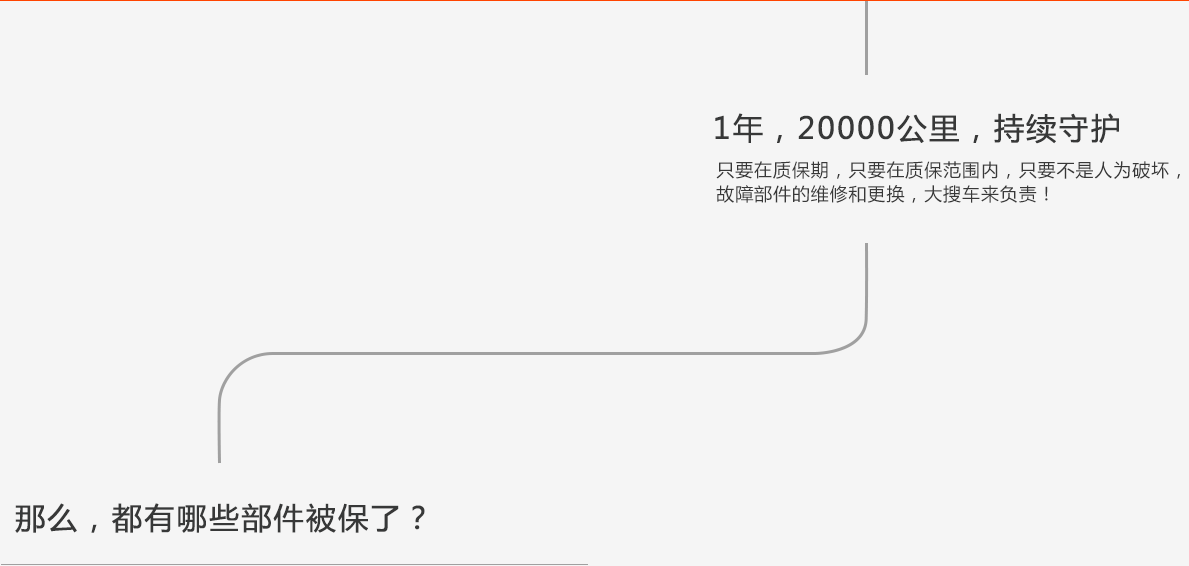 1年，20000公里，持续守护
只要在质保期，只要在质保范围内，只要不是人为破坏，
故障部件的维修和更换，大搜车来负责！
那么，都有哪些部件被保了？